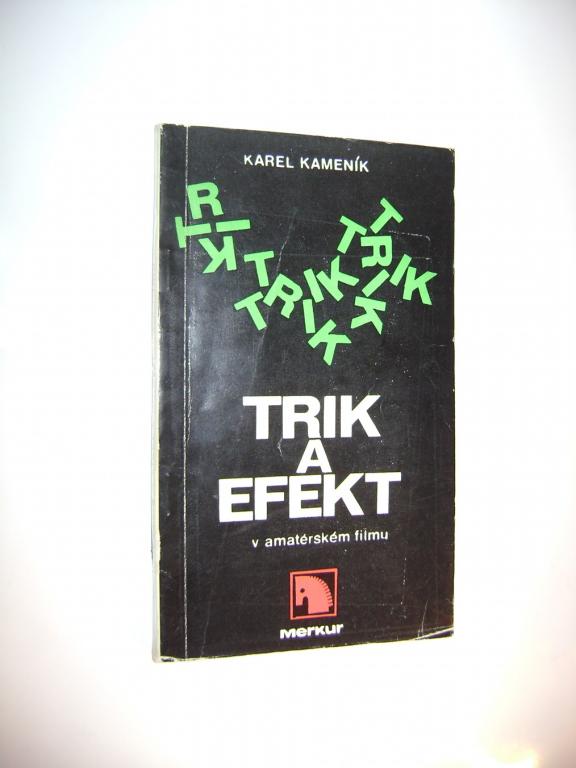 KAREL KAMENÍK
TRIK
TRIK
TRIK
TRIK
TRIK
TRIK
A
EFEKT
v amatérském filmu
merkur